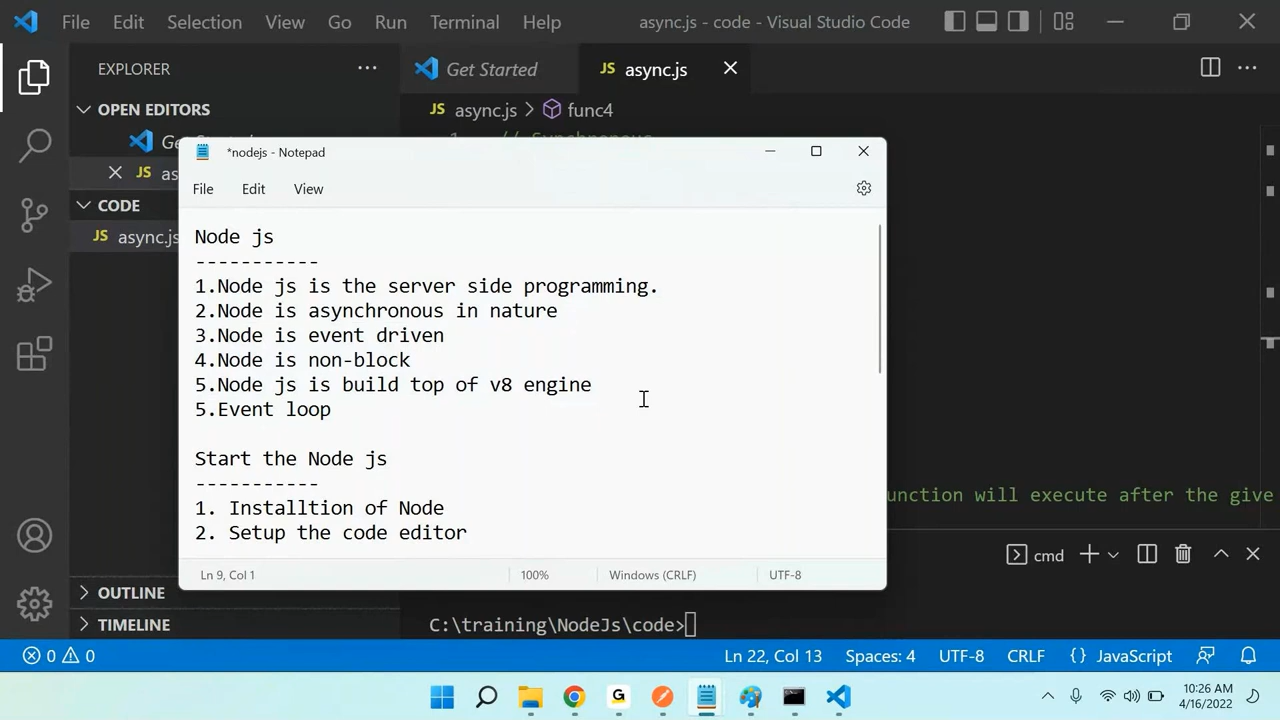 File Edit Selection View Go Run Terminal Help async.js - code - Visual Studio Code
EXPLORER
Get Started
JS async.js
OPEN EDITORS
JS async.js > func4
CODE
JS async.js
*nodejs - Notepad
File Edit View
Node js
-----------
1.Node js is the server side programming.
2.Node is asynchronous in nature
3.Node is event driven
4.Node is non-block
5.Node js is build top of v8 engine
5.Event loop
Start the Node js
-----------
1. Installtion of Node
2. Setup the code editor
Ln 9, Col 1 100% Windows (CRLF) UTF-8
will execute after the give
cmd
OUTLINE
TIMELINE
C:\training\NodeJs\code>
0 0 Ln 22, Col 13 Spaces: 4 UTF-8 CRLF {} JavaScript
G
10:26 AM
4/16/2022